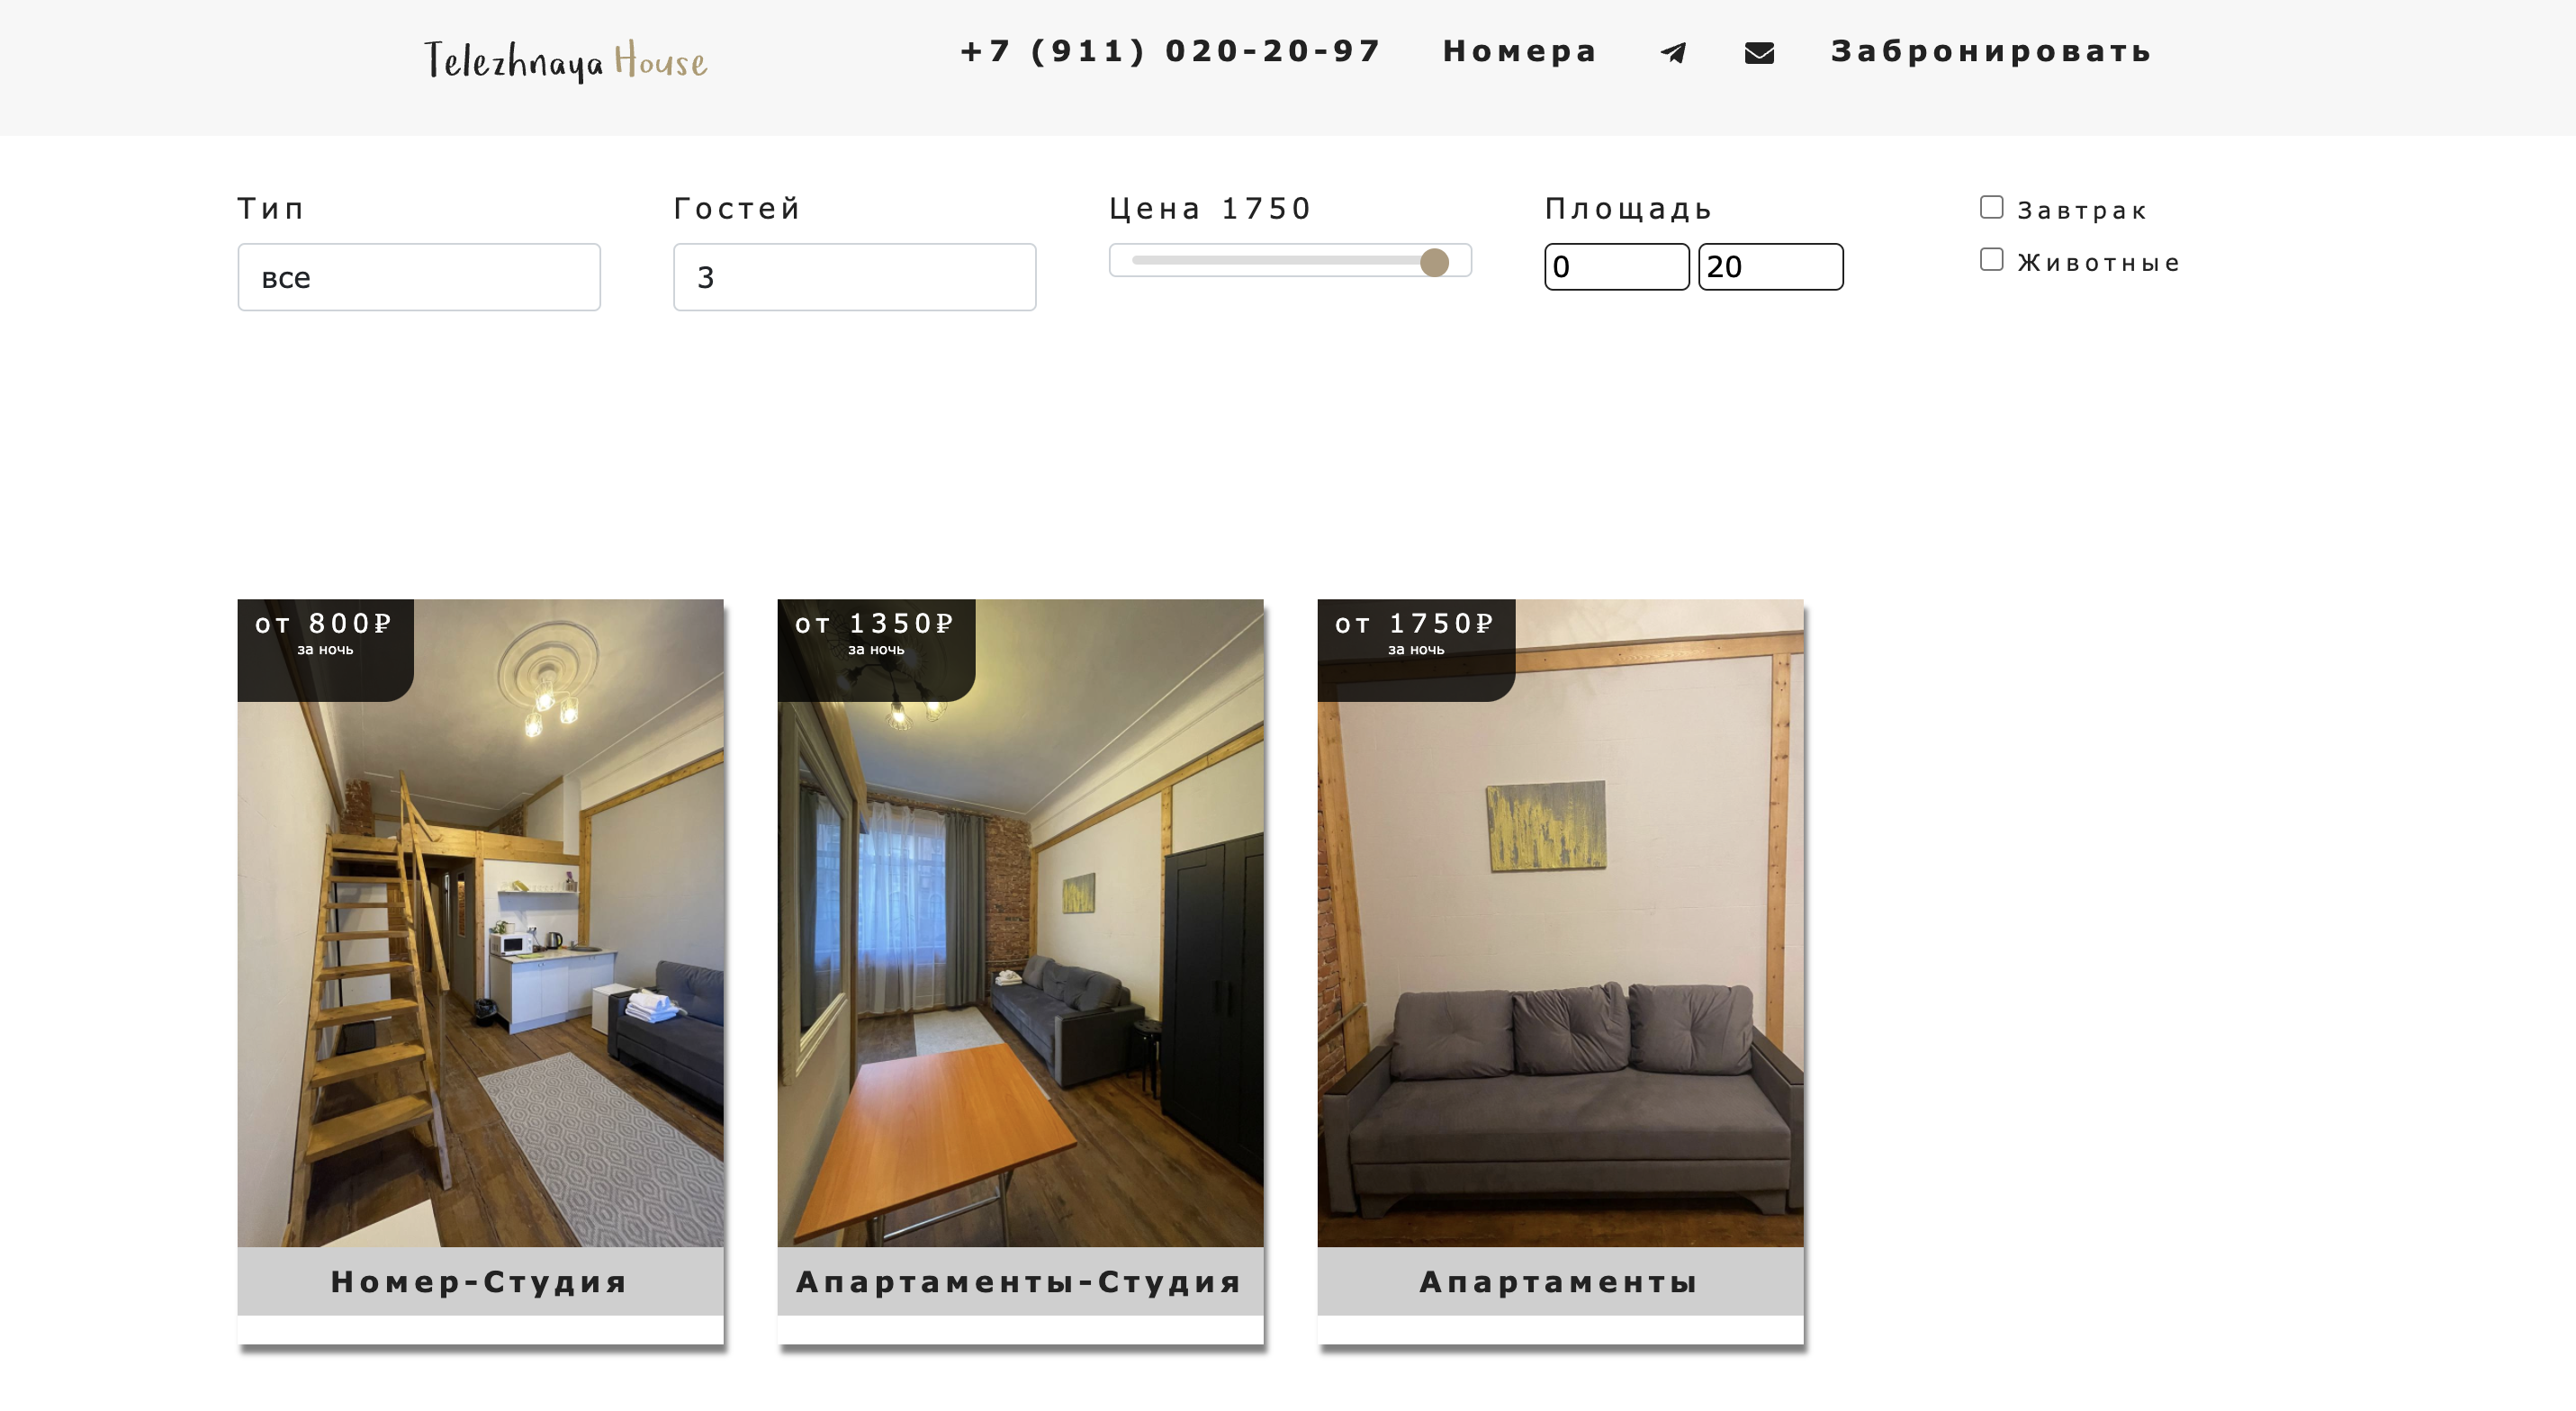 Telezhnaya House
+7 (911) 020-20-97
Номера
Забронировать
Тип
Гостей
Цена 1750
Площадь
Завтрак
все
3
0
20
Животные
от 800₽
за ночь
от 1350₽
за ночь
от 1750₽
за ночь
Номер-Студия
Апартаменты-Студия
Апартаменты